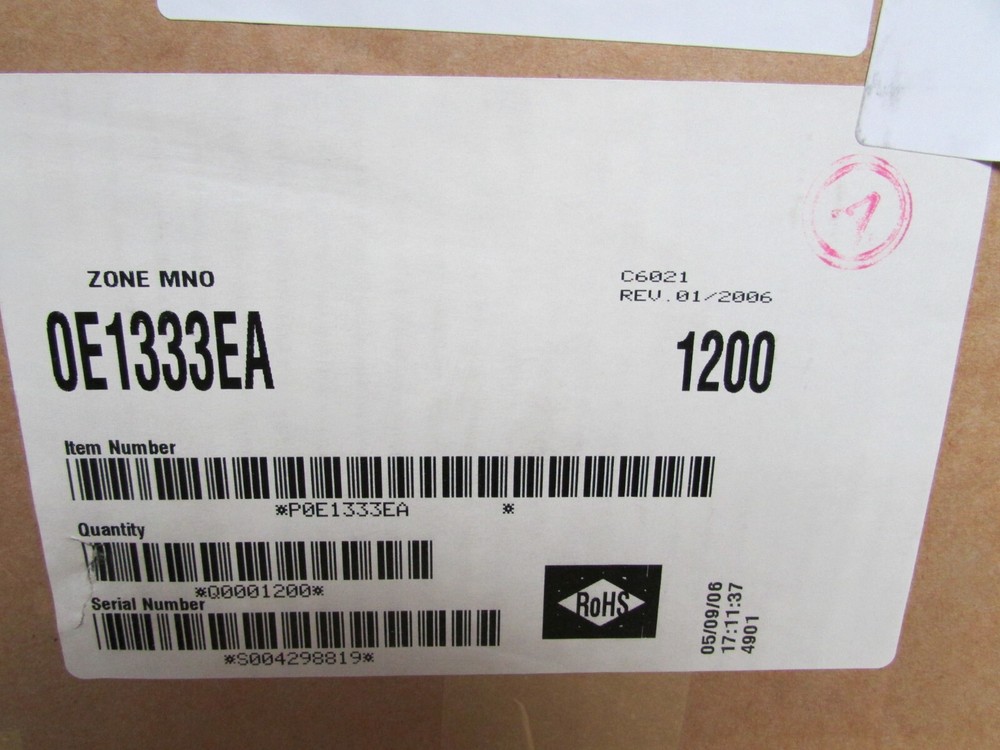 ZONE MNO
C6021
REV.01/2006
0E1333EA
1200
Item Number
*P0E1333EA *
Quantity
*Q0001200*
Serial Number
*S004298819*
RoHS
05/09/06
17:11:37
4901